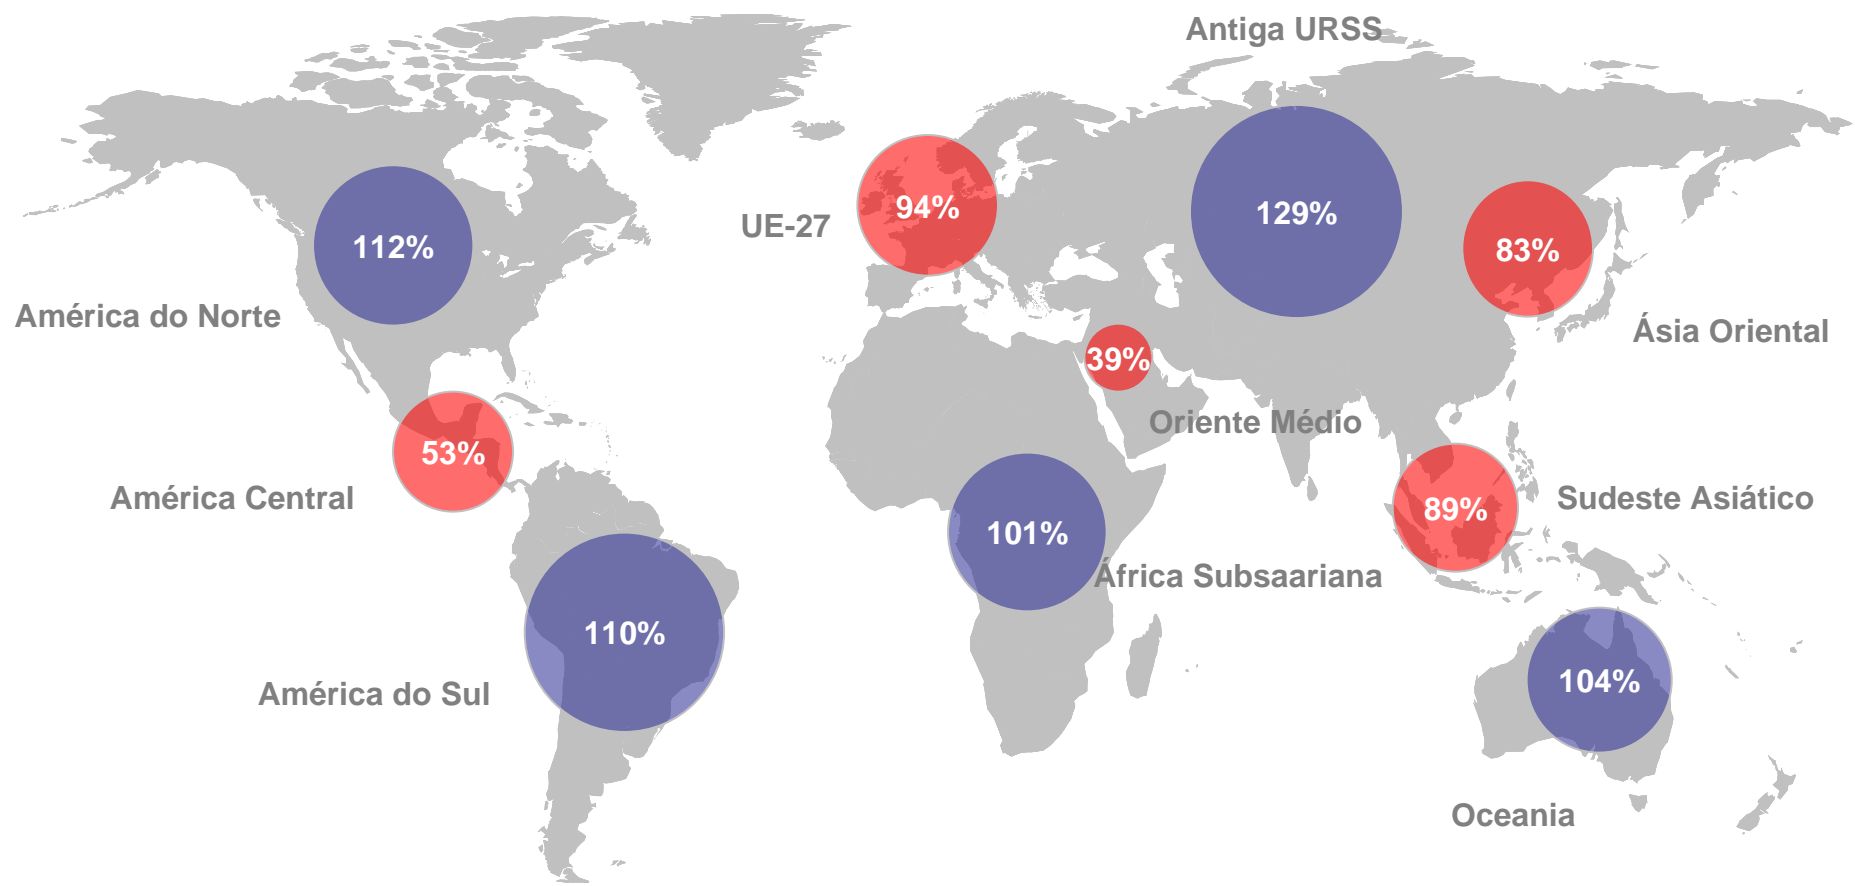 Antiga URSS
94%
129%
UE-27
112%
83%
América do Norte
Ásia Oriental
39%
Oriente Médio
53%
América Central
89%
Sudeste Asiático
101%
África Subsaariana
110%
América do Sul
104%
Oceania